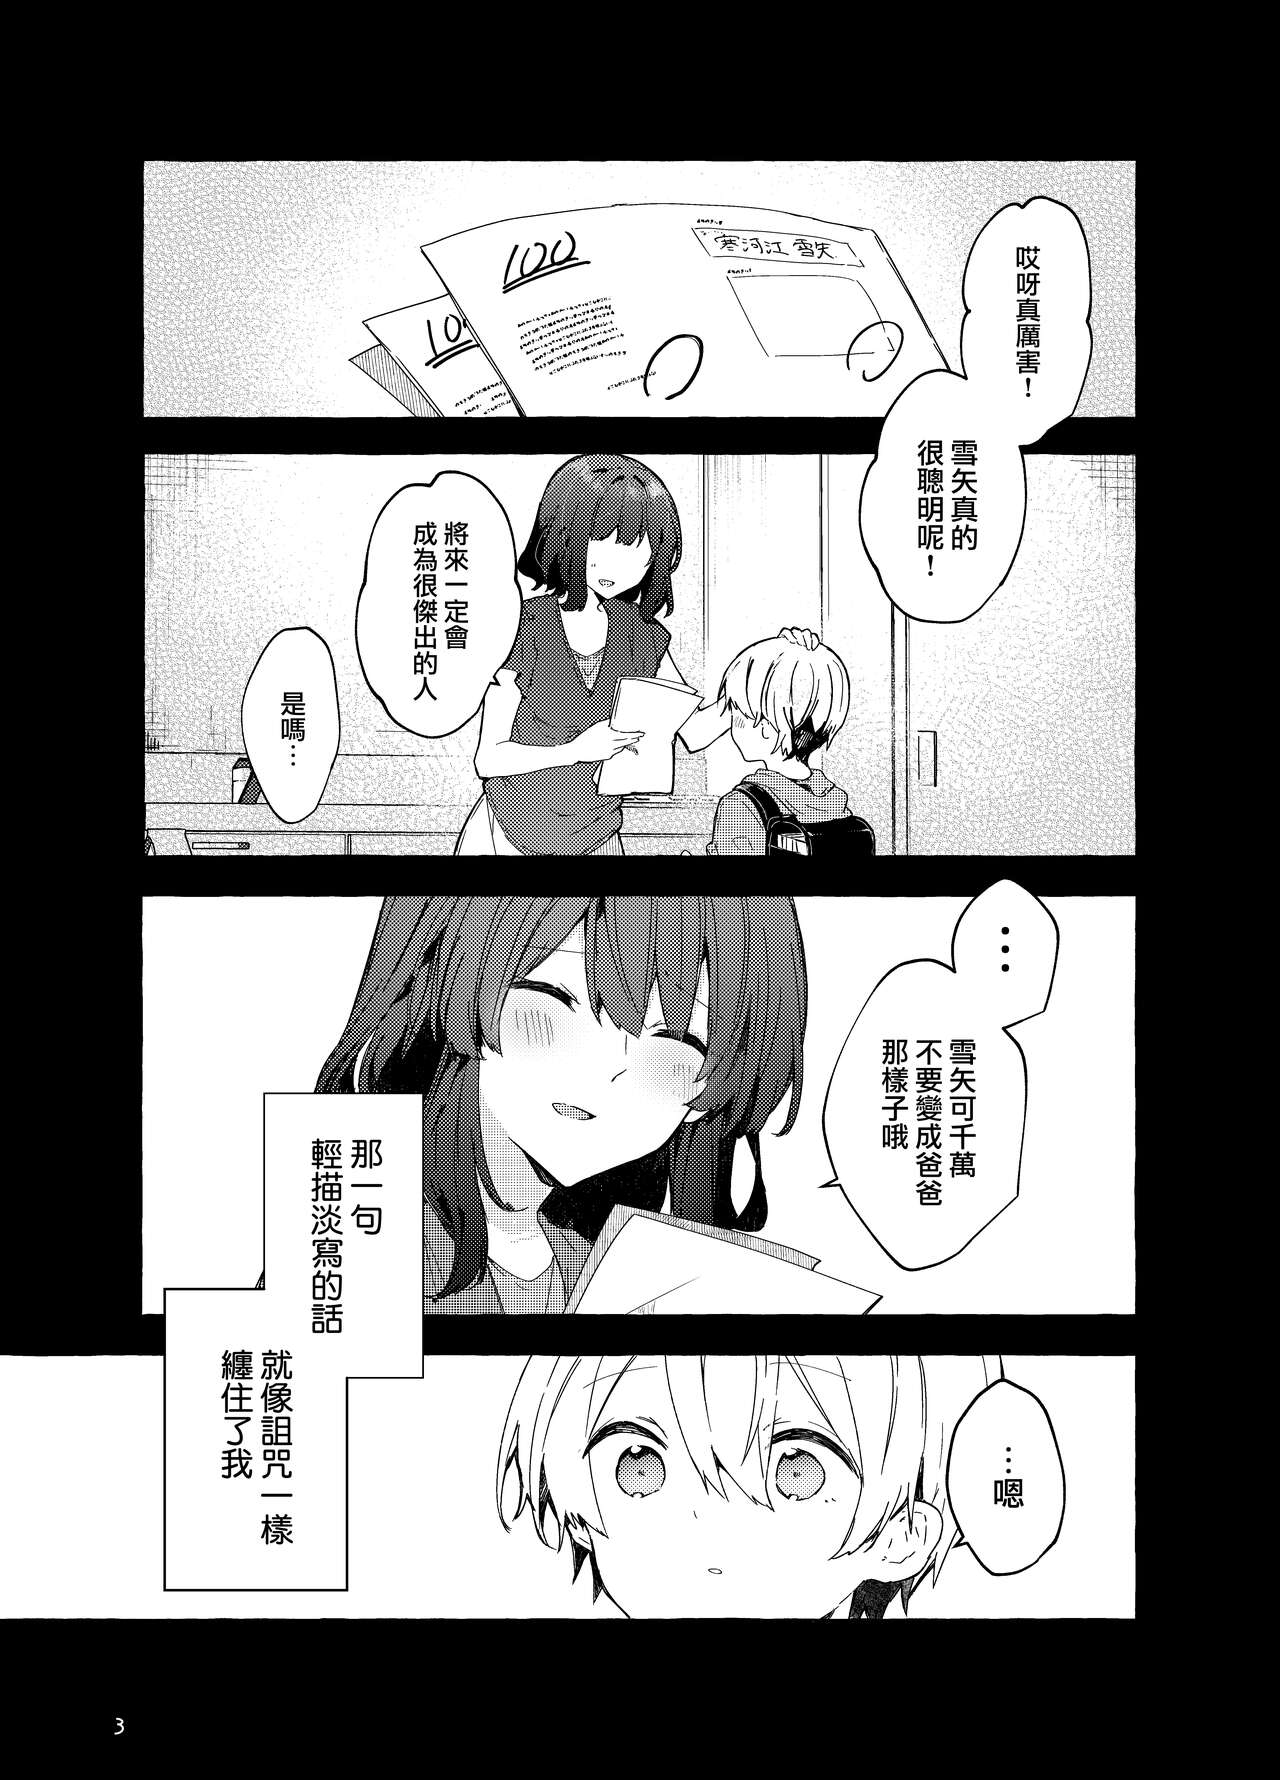 哎呀真厲害！
雪矢真的
很聰明呢！
100
寒河江 雪矢
100
將來一定會
成為很傑出的人
是嗎…
…
雪矢可千萬
不要變成爸爸
那樣子哦
那一句
輕描淡寫的話
就像詛咒一樣
纏住了我
…嗯
3